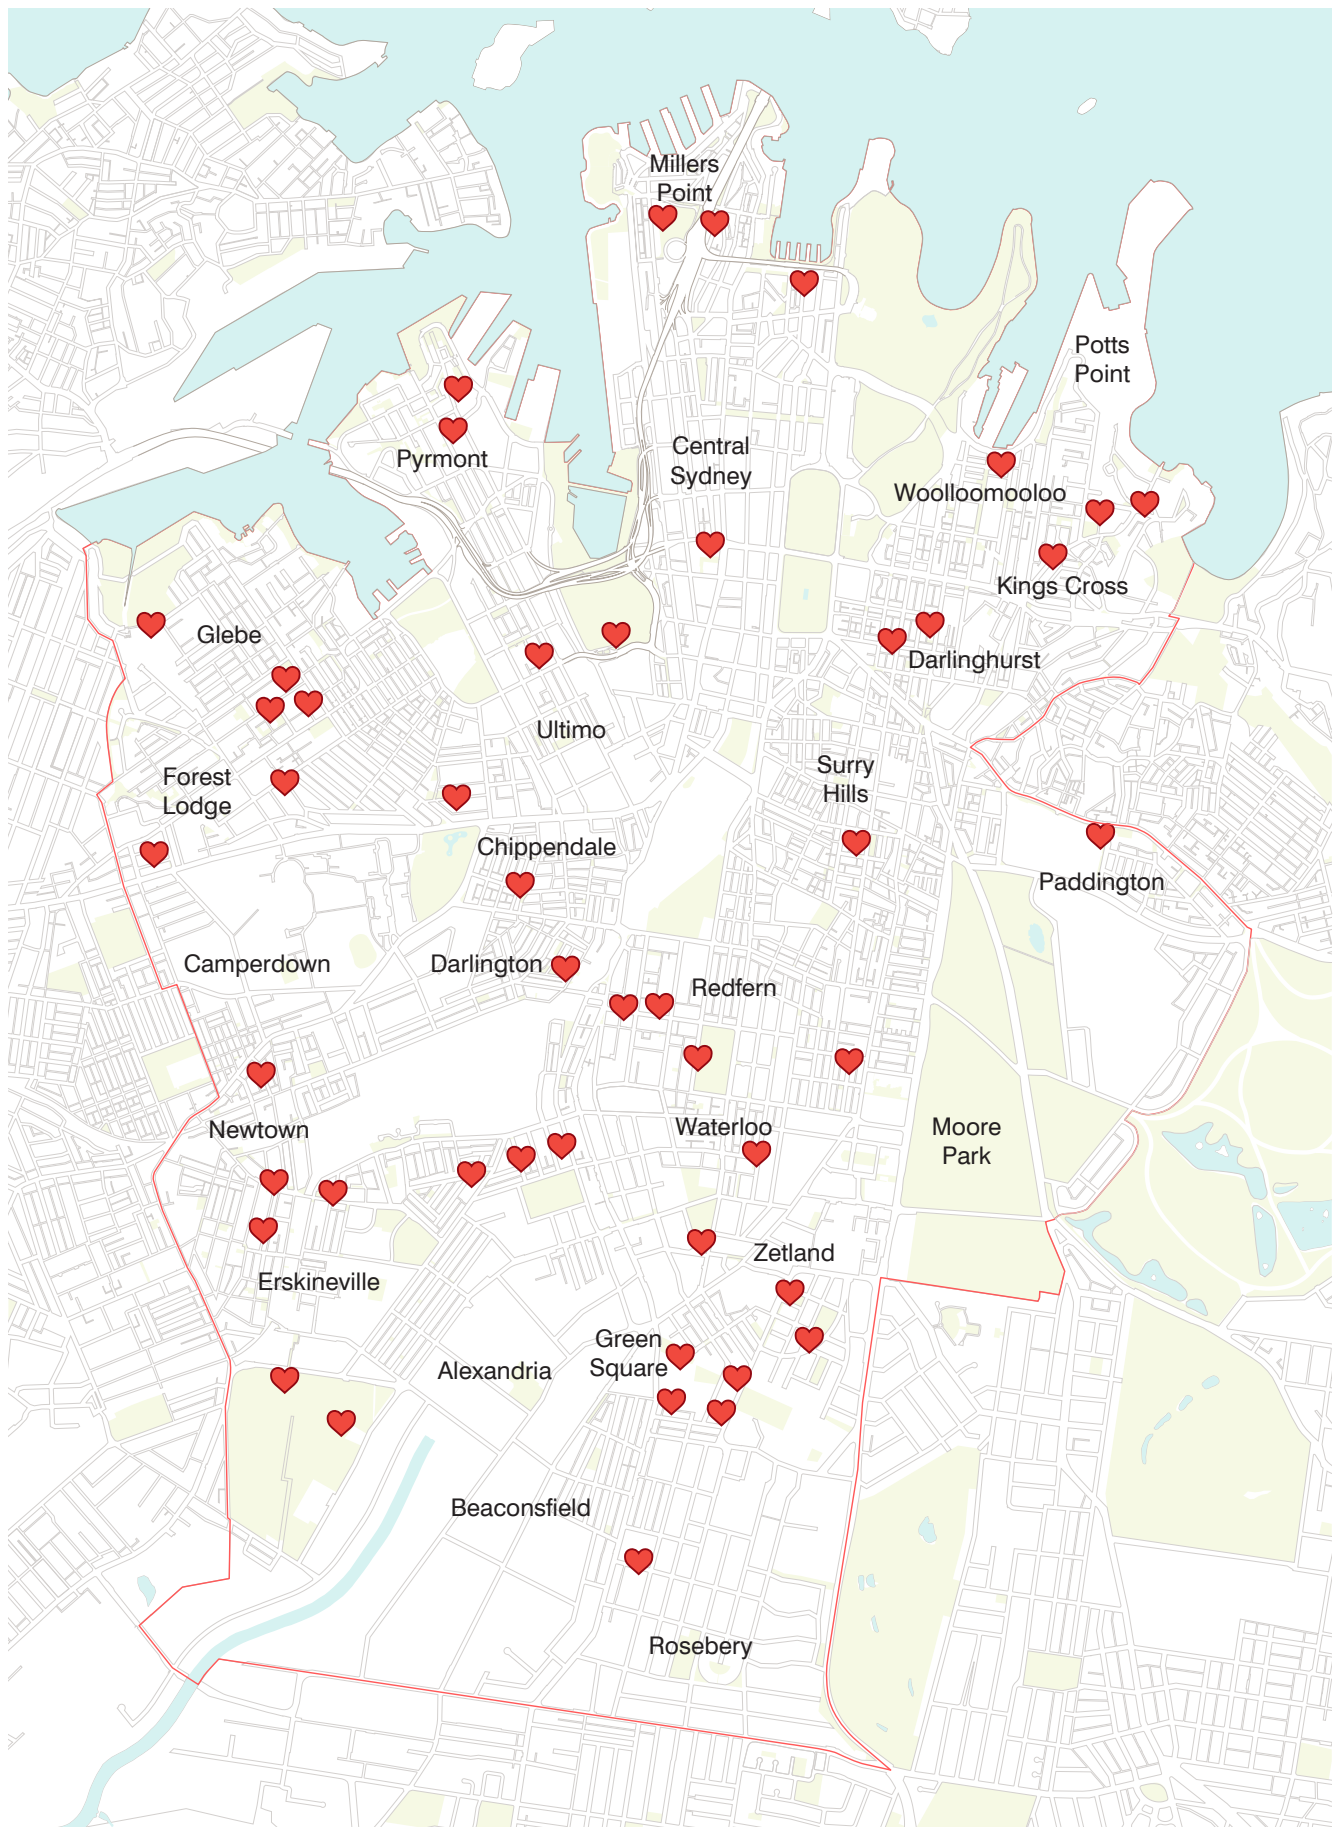 Millers
Point
Potts
Point
Central
Sydney
Pyrmont
Woolloomooloo
Kings Cross
Glebe
Darlinghurst
Ultimo
Forest
Lodge
Surry
Hills
Chippendale
Paddington
Camperdown
Darlington
Redfern
Newtown
Waterloo
Moore
Park
Zetland
Erskineville
Green
Square
Alexandria
Beaconsfield
Rosebery